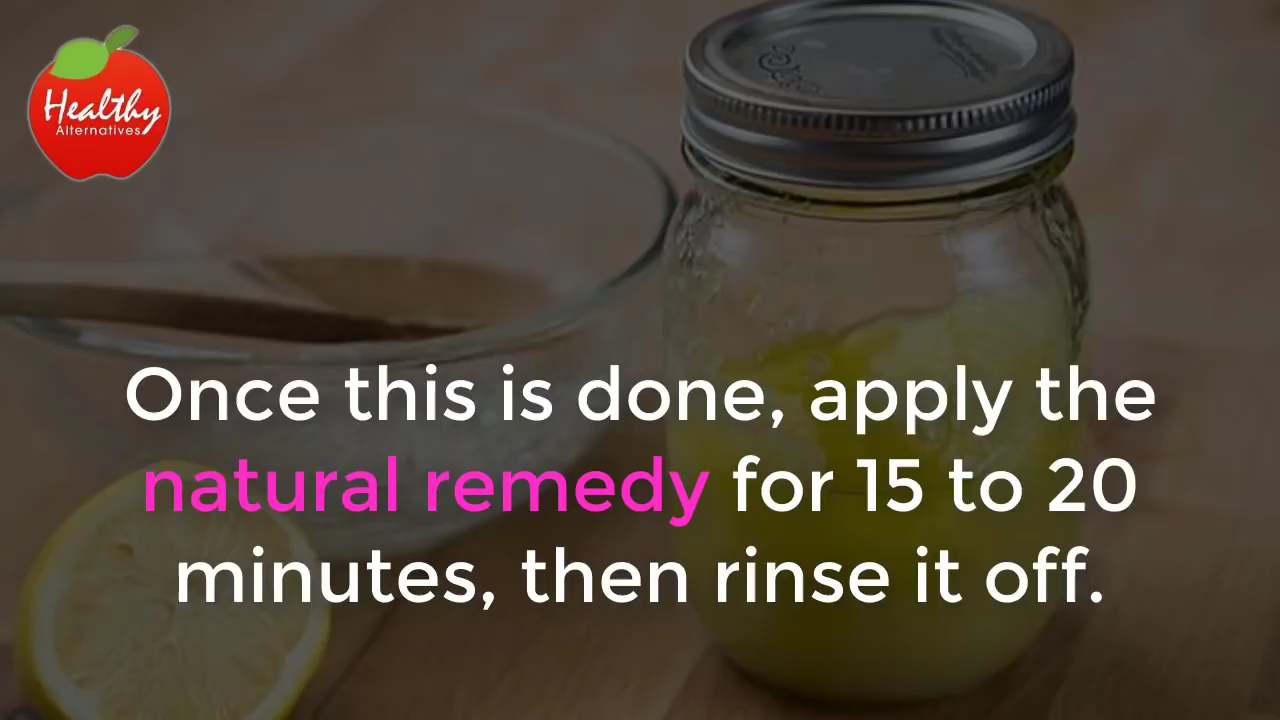 Healthy
Alternatives
Once this is done, apply the
natural remedy for 15 to 20
minutes, then rinse it off.